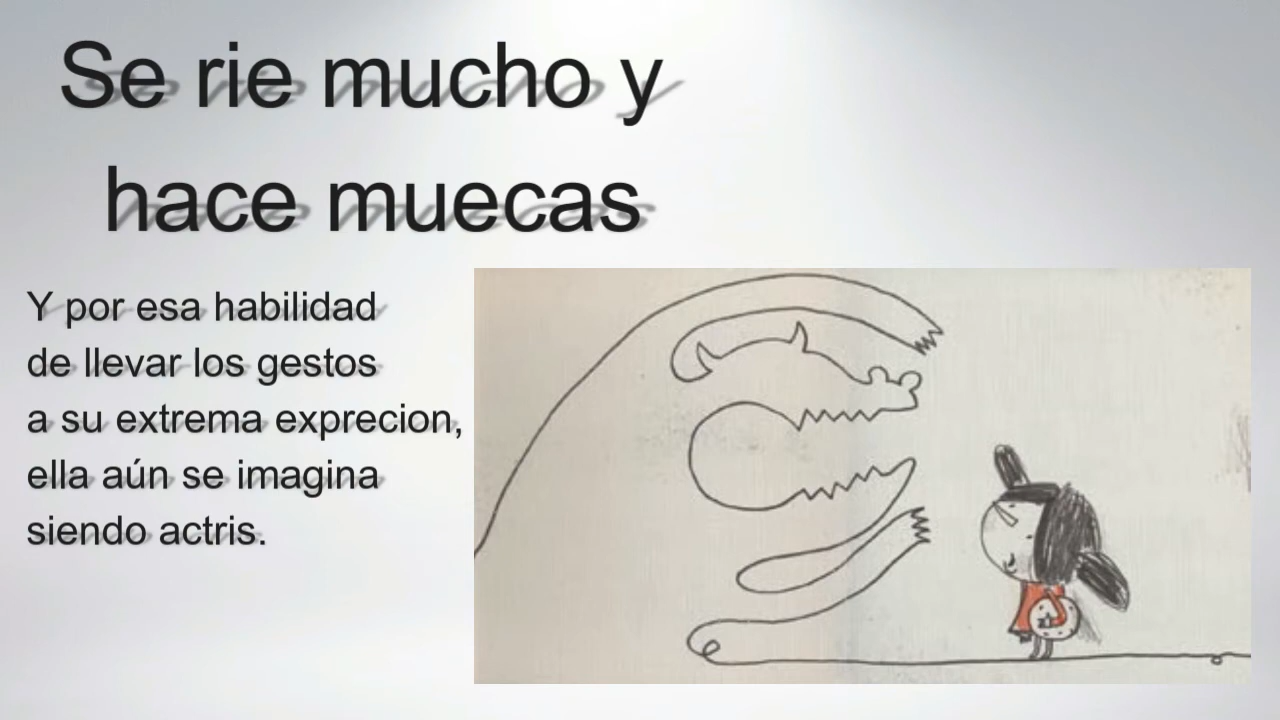 Se rie mucho y
hace muecas
Y por esa habilidad
de llevar los gestos
a su extrema exprecion,
ella aún se imagina
siendo actris.